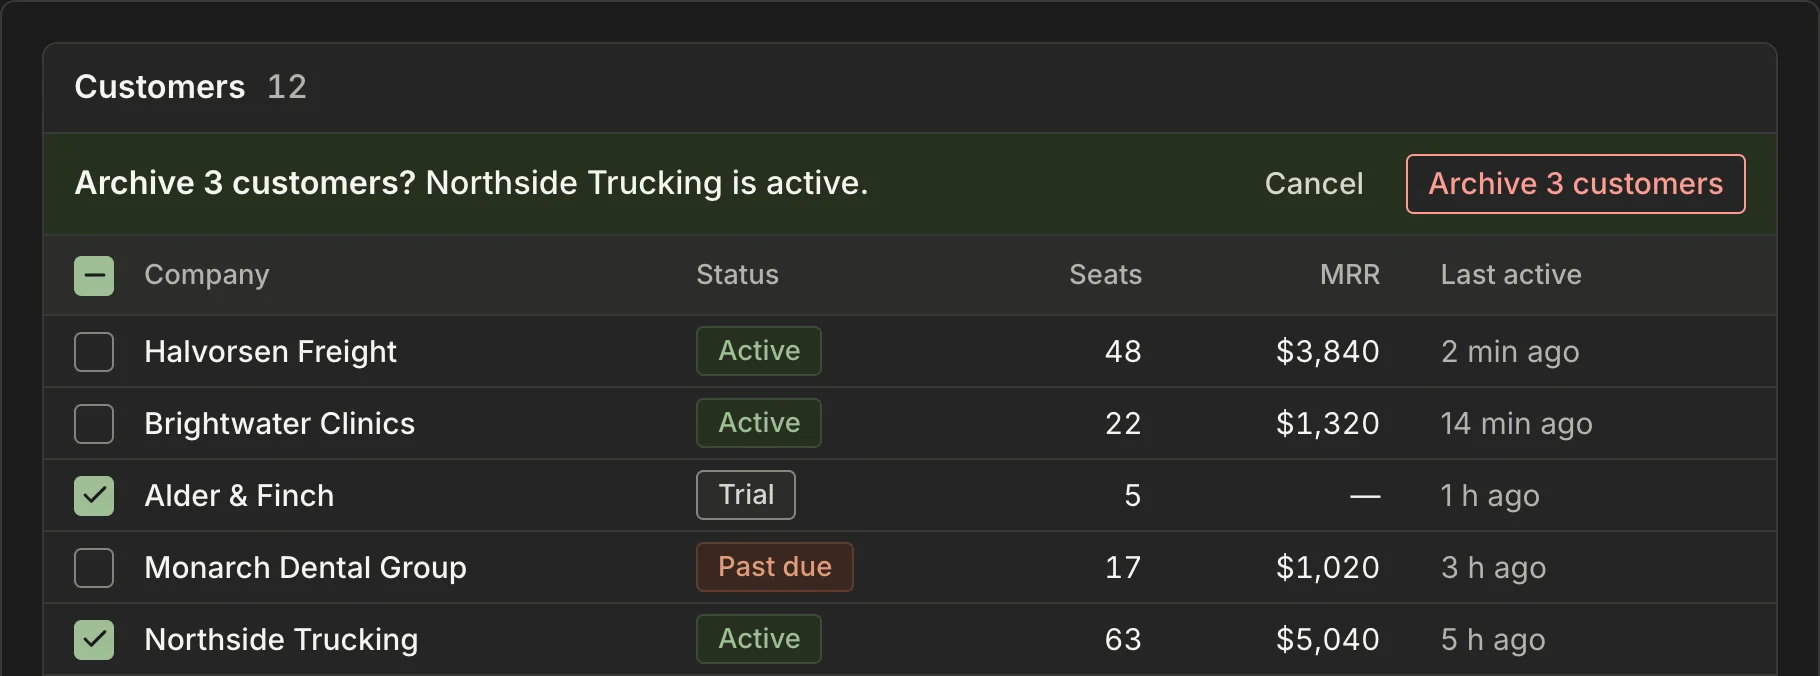 Customers 12
Archive 3 customers? Northside Trucking is active. Cancel Archive 3 customers
Company Status Seats MRR Last active
Halvorsen Freight Active 48 $3,840 2 min ago
Brightwater Clinics Active 22 $1,320 14 min ago
Alder & Finch Trial 5 — 1 h ago
Monarch Dental Group Past due 17 $1,020 3 h ago
Northside Trucking Active 63 $5,040 5 h ago